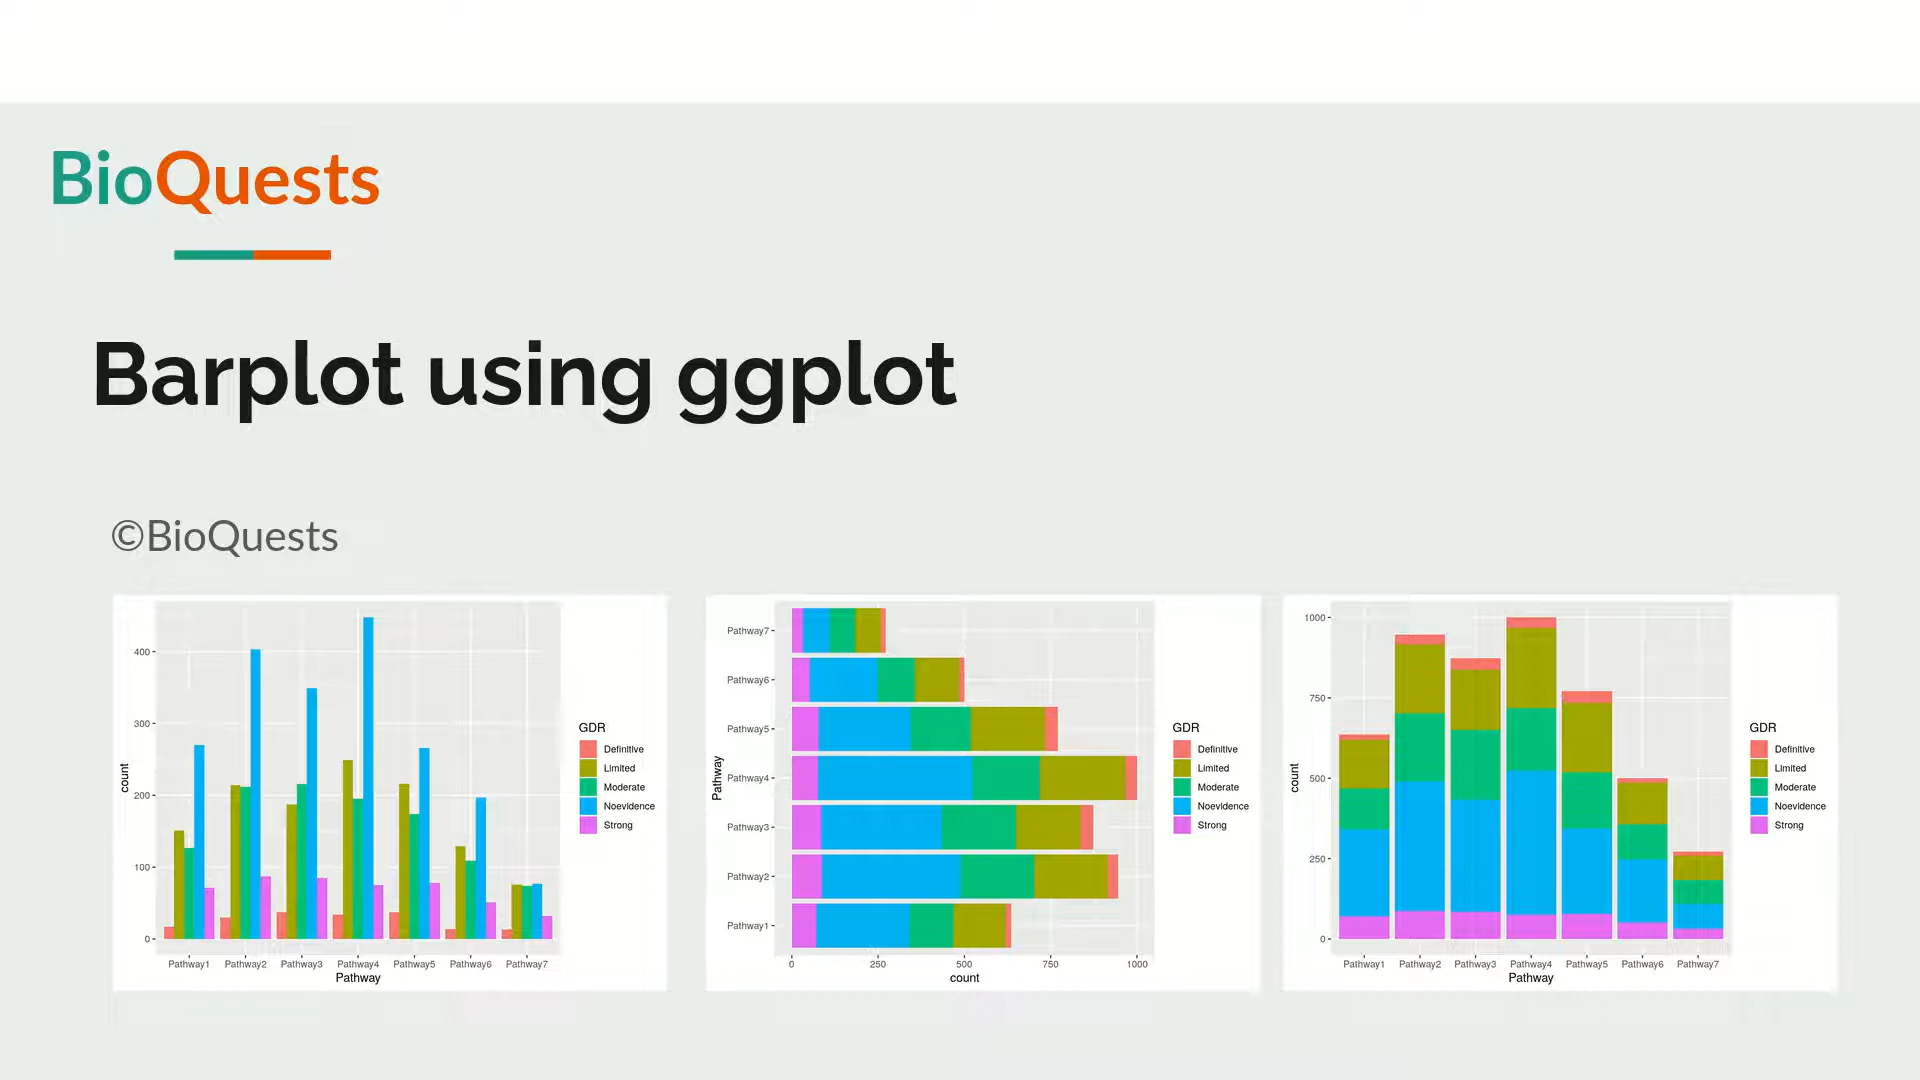 BioQuests
Barplot using ggplot
©BioQuests
400
300
200
100
0
count
Pathway1 Pathway2 Pathway3 Pathway4 Pathway5 Pathway6 Pathway7
Pathway
GDR
Definitive
Limited
Moderate
Noevidence
Strong
Pathway7
Pathway6
Pathway5
Pathway4
Pathway3
Pathway2
Pathway1
Pathway
0 250 500 750 1000
count
GDR
Definitive
Limited
Moderate
Noevidence
Strong
1000
750
500
250
0
count
Pathway1 Pathway2 Pathway3 Pathway4 Pathway5 Pathway6 Pathway7
Pathway
GDR
Definitive
Limited
Moderate
Noevidence
Strong